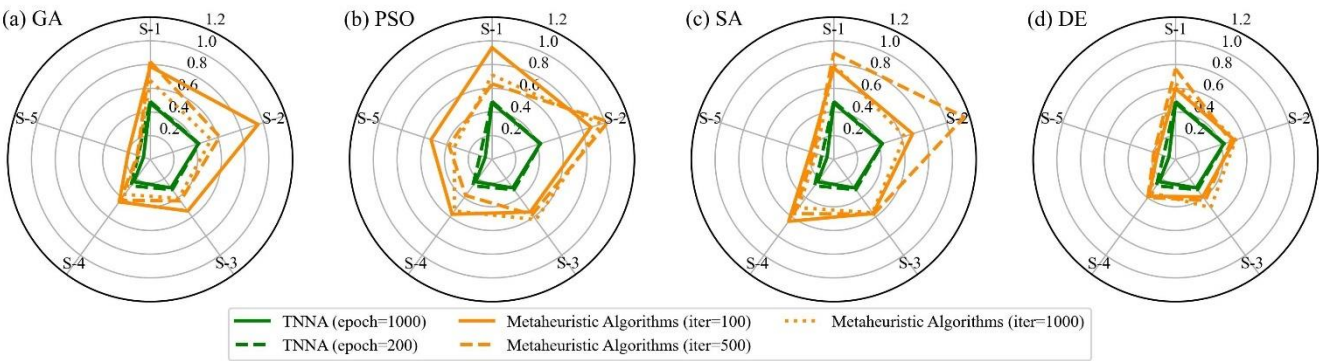 (a) GA
S-1
1.2
1.0
0.8
0.6
0.4
0.2
S-2
S-3
S-4
S-5
(b) PSO
S-1
1.2
1.0
0.8
0.6
0.4
0.2
S-2
S-3
S-4
S-5
(c) SA
S-1
1.2
1.0
0.8
0.6
0.4
0.2
S-2
S-3
S-4
S-5
(d) DE
S-1
1.2
1.0
0.8
0.6
0.4
0.2
S-2
S-3
S-4
S-5
TNNA (epoch=1000)
Metaheuristic Algorithms (iter=100)
Metaheuristic Algorithms (iter=1000)
TNNA (epoch=200)
Metaheuristic Algorithms (iter=500)